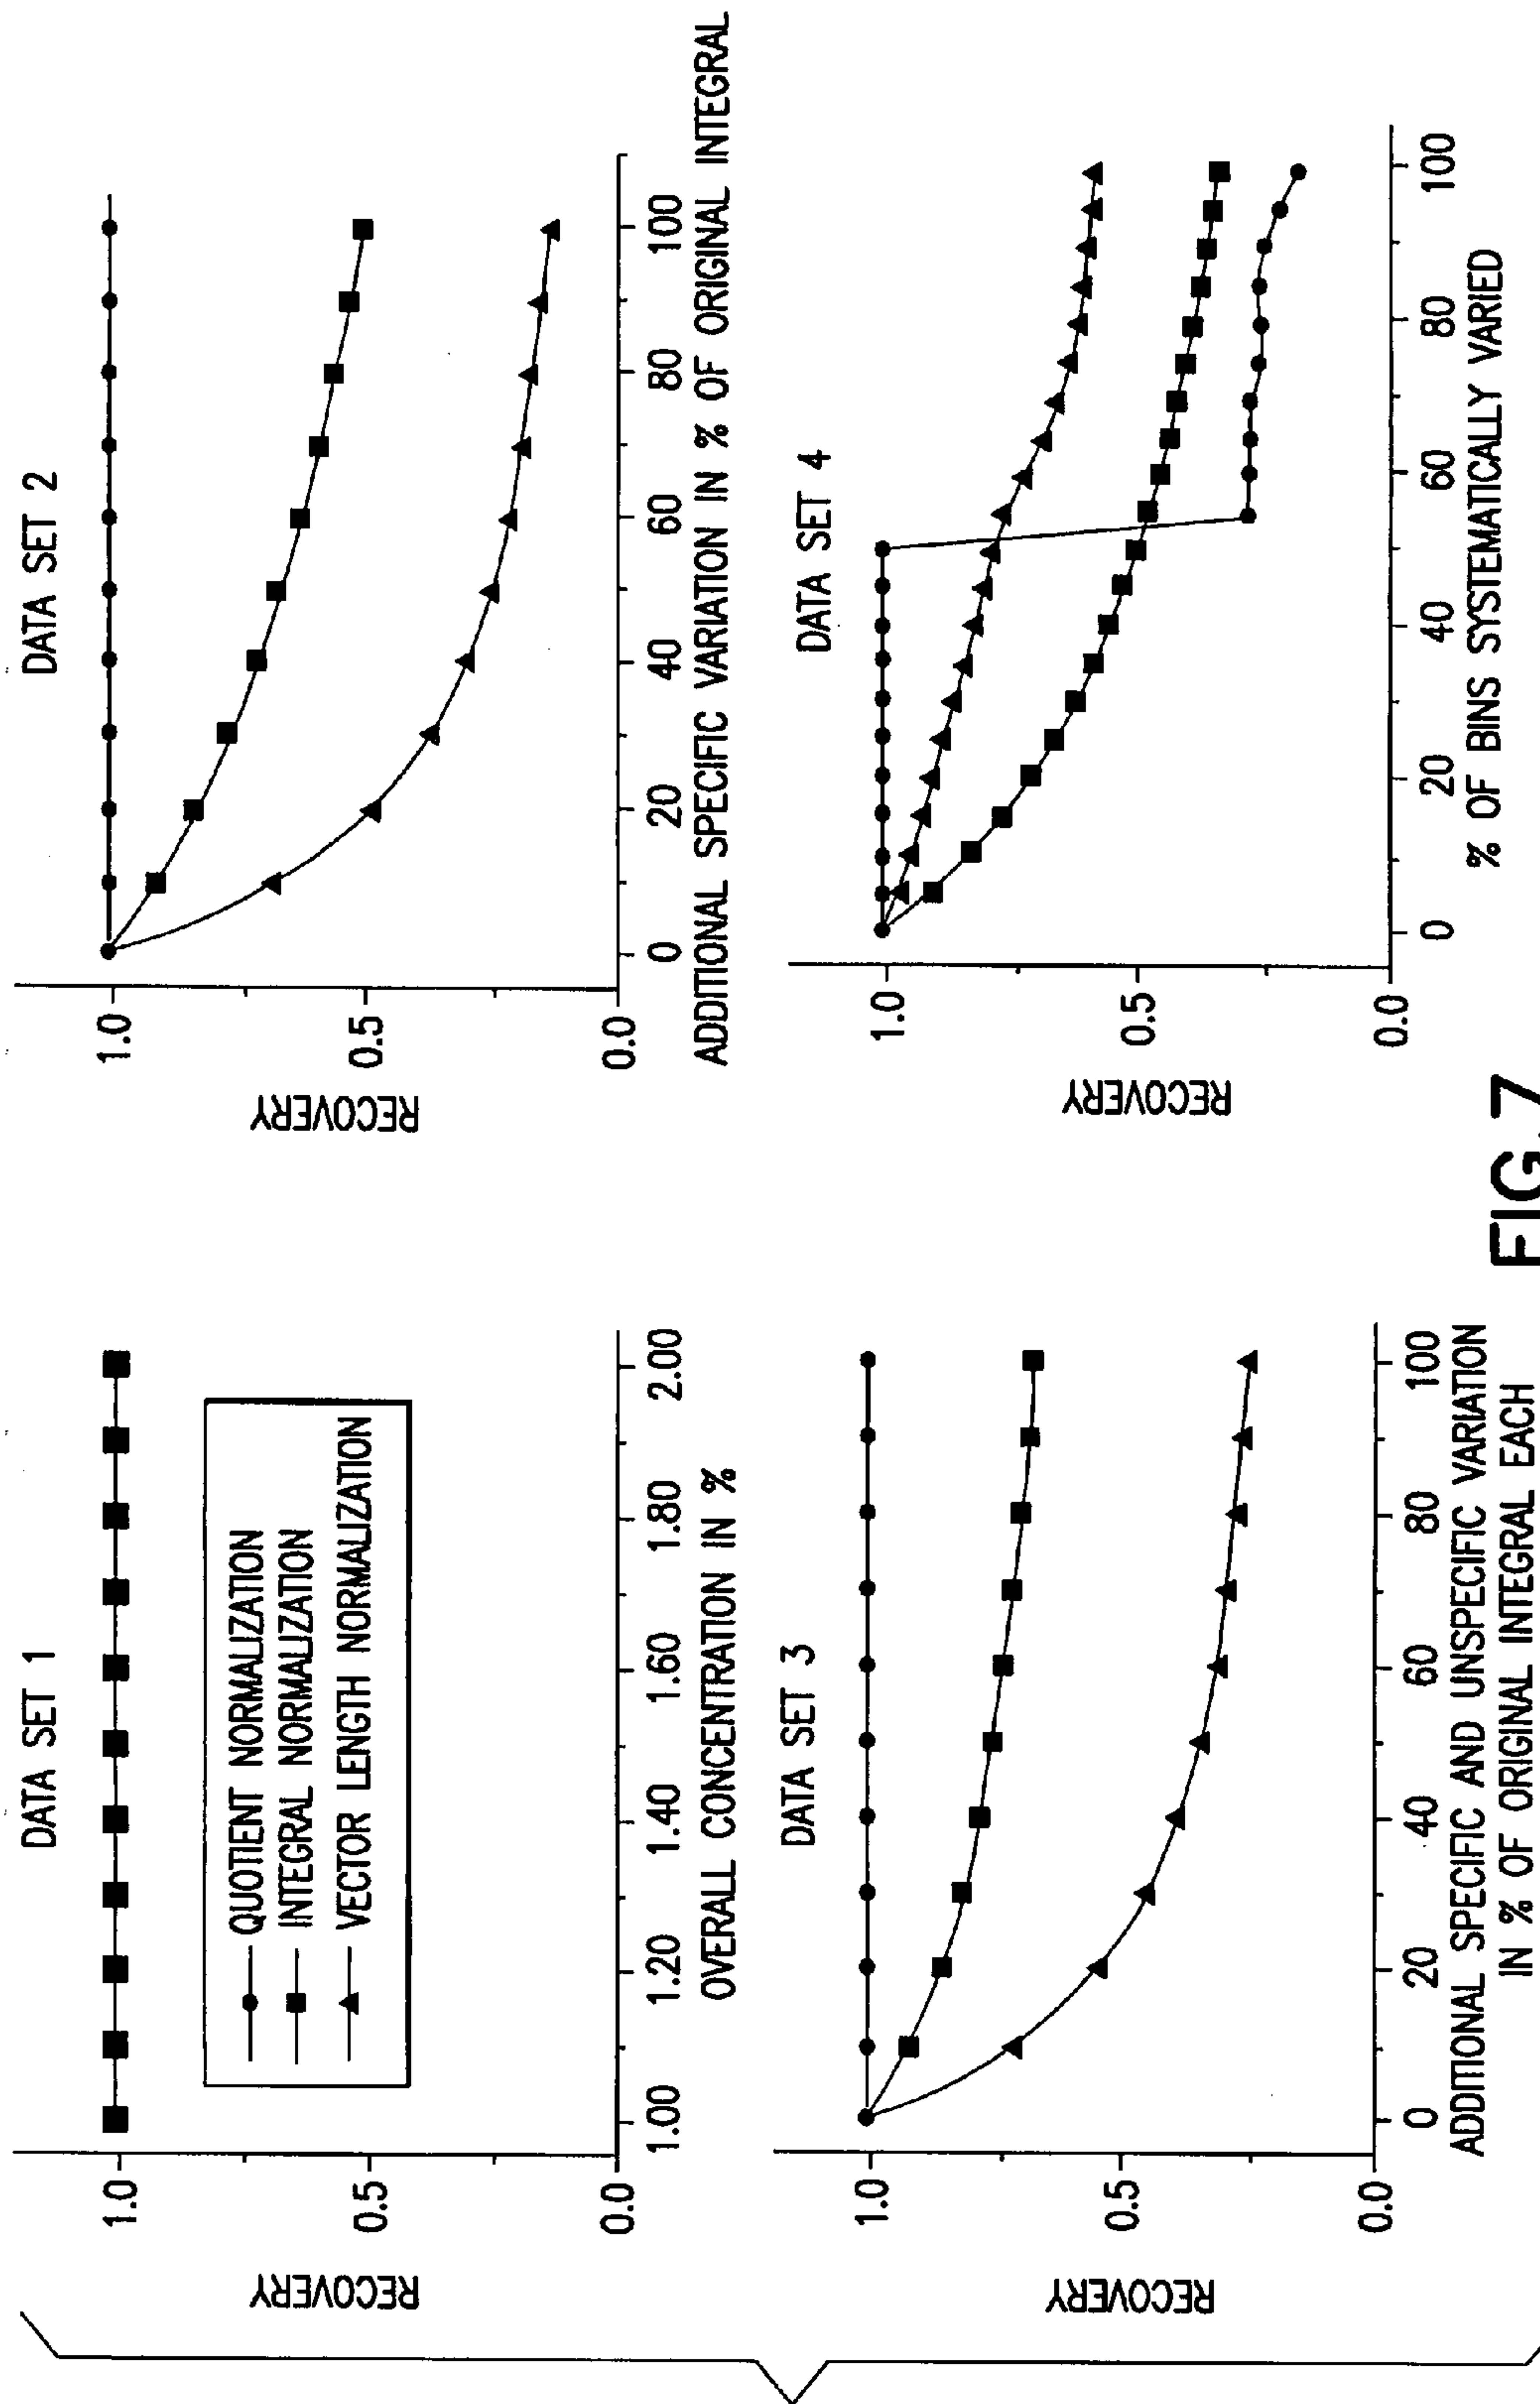 DATA SET 1
RECOVERY
1.0
0.5
0.0
QUOTIENT NORMALIZATION
INTEGRAL NORMALIZATION
VECTOR LENGTH NORMALIZATION
1.00 1.20 1.40 1.60 1.80 2.00
OVERALL CONCENTRATION IN %
DATA SET 2
RECOVERY
1.0
0.5
0.0
0 20 40 60 80 100
ADDITIONAL SPECIFIC VARIATION IN % OF ORIGINAL INTEGRAL
DATA SET 3
RECOVERY
1.0
0.5
0.0
0 20 40 60 80 100
ADDITIONAL SPECIFIC AND UNSPECIFIC VARIATION
IN % OF ORIGINAL INTEGRAL EACH
DATA SET 4
RECOVERY
1.0
0.5
0.0
0 20 40 60 80 100
% OF BINS SYSTEMATICALLY VARIED
FIG.7